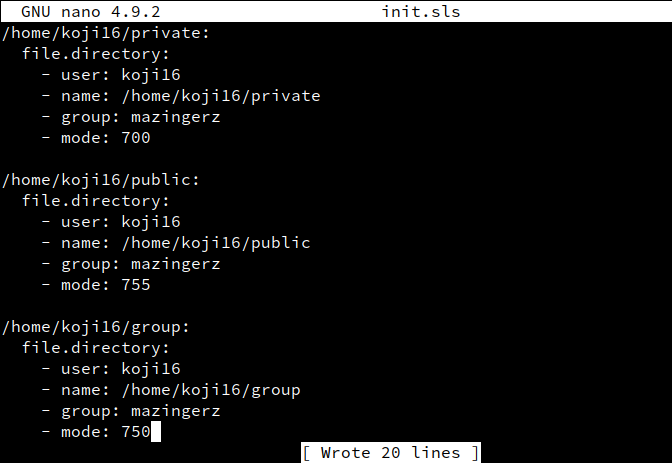 GNU nano 4.9.2 init.sls
/home/koji16/private:
  file.directory:
    - user: koji16
    - name: /home/koji16/private
    - group: mazingerz
    - mode: 700

/home/koji16/public:
  file.directory:
    - user: koji16
    - name: /home/koji16/public
    - group: mazingerz
    - mode: 755

/home/koji16/group:
  file.directory:
    - user: koji16
    - name: /home/koji16/group
    - group: mazingerz
    - mode: 750
[ Wrote 20 lines ]